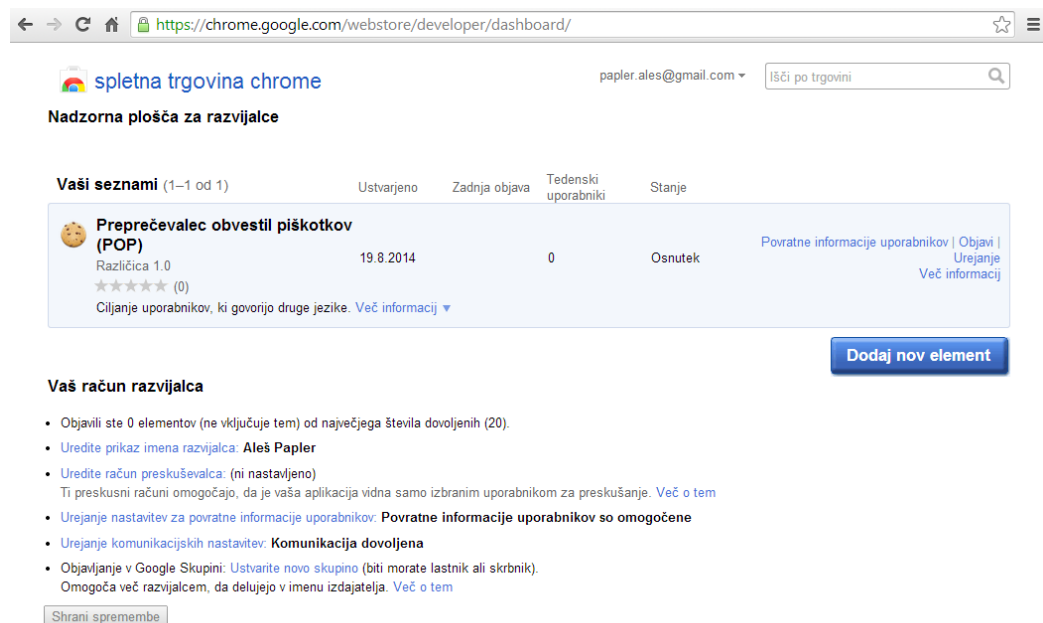 https://chrome.google.com/webstore/developer/dashboard/
spletna trgovina chrome
papler.ales@gmail.com
Išči po trgovini
Nadzorna plošča za razvijalce
Vaši seznami (1–1 od 1)
Ustvarjeno
Zadnja objava
Tedenski
uporabniki
Stanje
Preprečevalec obvestil piškotkov
(POP)
Različica 1.0
(0)
Ciljanje uporabnikov, ki govorijo druge jezike. Več informacij
19.8.2014
0
Osnutek
Povratne informacije uporabnikov | Objavi |
Urejanje
Več informacij
Dodaj nov element
Vaš račun razvijalca
• Objavili ste 0 elementov (ne vključuje tem) od največjega števila dovoljenih (20).
• Uredite prikaz imena razvijalca: Aleš Papler
• Uredite račun preskuševalca: (ni nastavljeno)
Ti preskusni računi omogočajo, da je vaša aplikacija vidna samo izbranim uporabnikom za preskušanje. Več o tem
• Urejanje nastavitev za povratne informacije uporabnikov: Povratne informacije uporabnikov so omogočene
• Urejanje komunikacijskih nastavitev: Komunikacija dovoljena
• Objavljanje v Google Skupini: Ustvarite novo skupino (biti morate lastnik ali skrbnik).
Omogoča več razvijalcem, da delujejo v imenu izdajatelja. Več o tem
Shrani spremembe